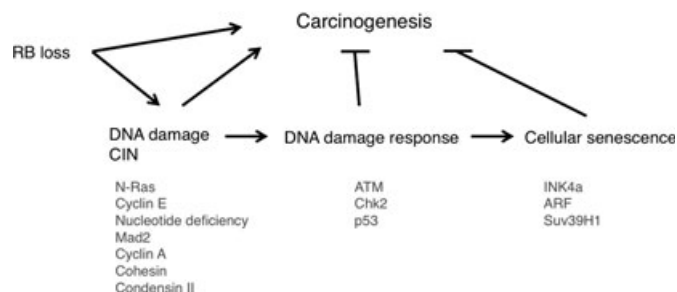 Carcinogenesis
RB loss
DNA damage
CIN
DNA damage response
Cellular senescence
N-Ras
Cyclin E
Nucleotide deficiency
Mad2
Cyclin A
Cohesin
Condensin II
ATM
Chk2
p53
INK4a
ARF
Suv39H1